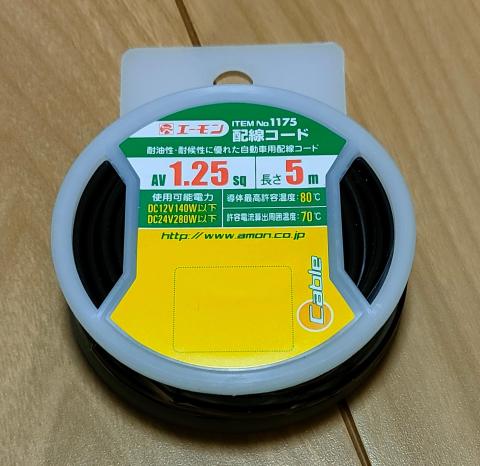 エーモン ITEM No 1175
配線コード
耐油性・耐候性に優れた自動車用配線コード
AV 1.25 sq 長さ 5 m
使用可能電力
DC12V140W以下
DC24V280W以下
導体最高許容温度:80℃
許容電流算出周囲温度:70℃
http://www.amon.co.jp
Cable